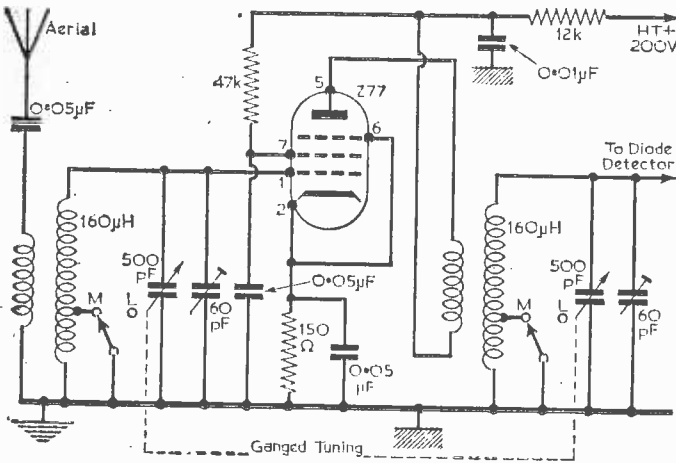 Aerial
0·05μF
47k
5
Z77
6
7
1
2
12k
HT+
200V
0·01μF
To Diode
Detector
160μH
500
pF
M
L
60
pF
0·05μF
150
Ω
0·05
μF
160μH
500
pF
M
L
60
pF
Ganged Tuning